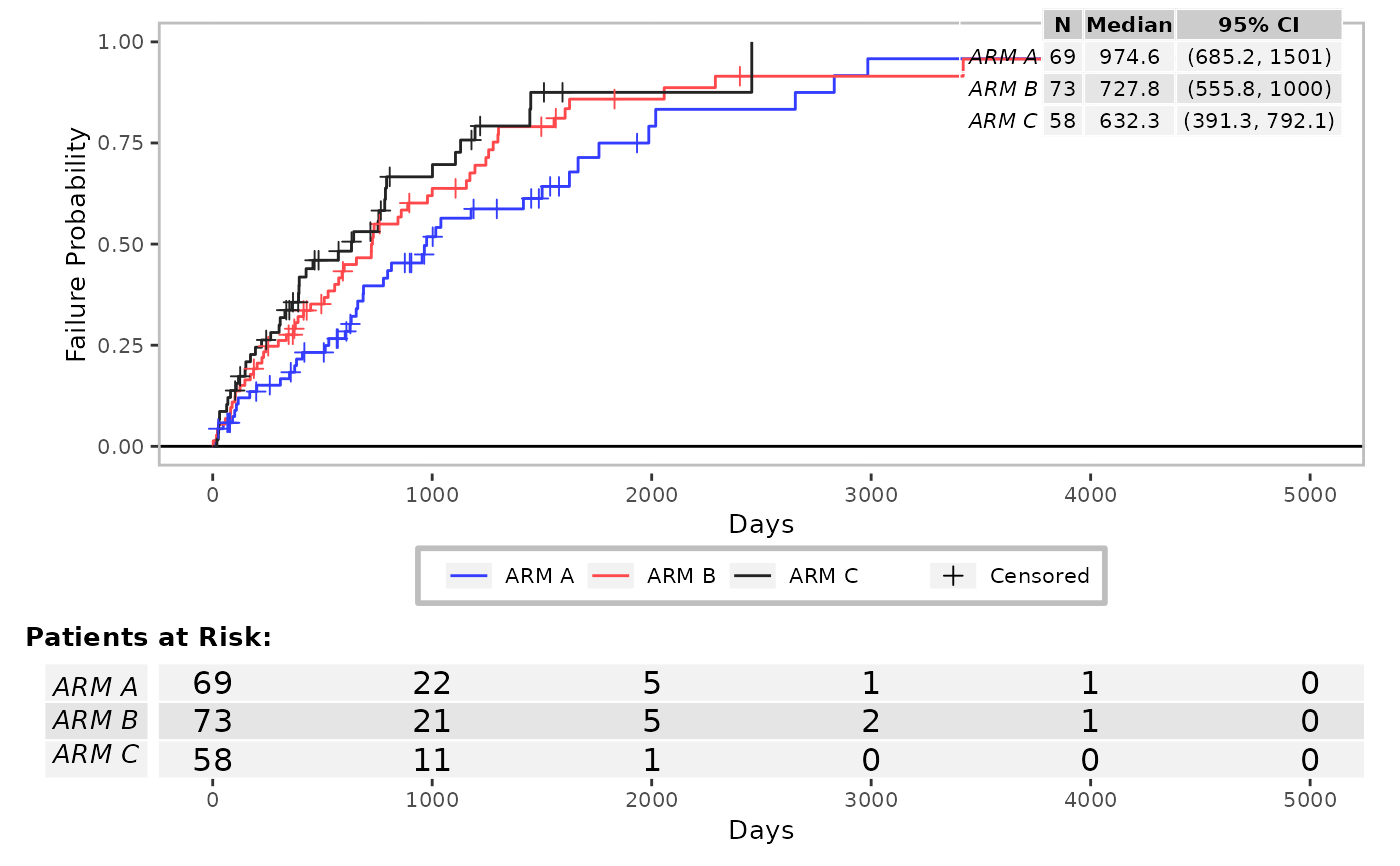 N Median 95% CI
ARM A 69 974.6 (685.2, 1501)
ARM B 73 727.8 (555.8, 1000)
ARM C 58 632.3 (391.3, 792.1)
Failure Probability
1.00
0.75
0.50
0.25
0.00
0 1000 2000 3000 4000 5000
Days
ARM A ARM B ARM C Censored
Patients at Risk:
ARM A 69 22 5 1 1 0
ARM B 73 21 5 2 1 0
ARM C 58 11 1 0 0 0
0 1000 2000 3000 4000 5000
Days